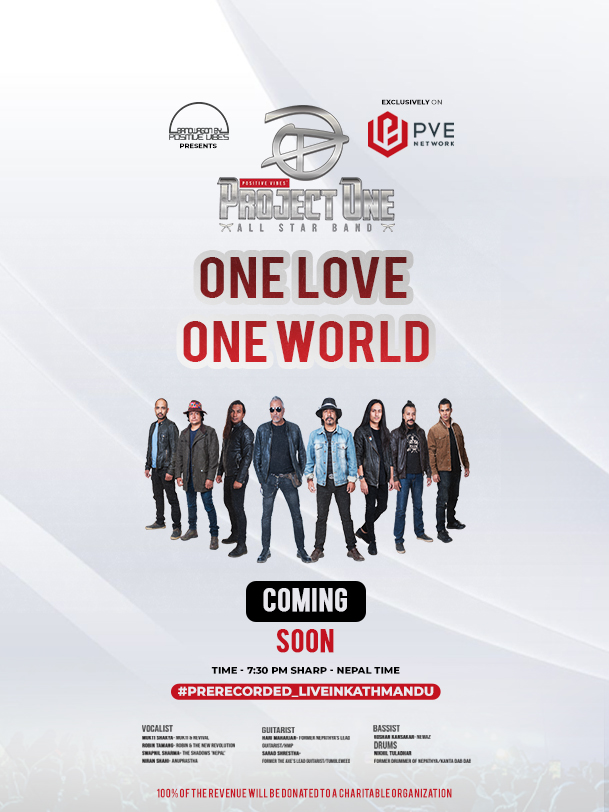 EXCLUSIVELY ON
BANDWAGON BY
POSITIVE VIBES
PRESENTS
PVE
NETWORK
POSITIVE VIBES'
PROJECT ONE
ALL STAR BAND
ONE LOVE
ONE WORLD
COMING
SOON
TIME - 7:30 PM SHARP - NEPAL TIME
#PRERECORDED_LIVEINKATHMANDU
VOCALIST
MUKTI SHAKYA- MUKTI & REVIVAL
ROBIN TAMANG- ROBIN & THE NEW REVOLUTION
SWAPNIL SHARMA- THE SHADOWS 'NEPAL'
NIRAN SHAHI- ANUPRASTHA
GUITARIST
HARI MAHARJAN- FORMER NEPATHYA'S LEAD
GUITARIST/HMP
SARAD SHRESTHA-
FORMER THE AXE'S LEAD GUITARIST/TUMBLEWEED
BASSIST
ROSHAN KANSAKAR- NEWAZ
DRUMS
NIKHIL TULADHAR
FORMER DRUMMER OF NEPATHYA/KANTA DAB DAB
100% OF THE REVENUE WILL BE DONATED TO A CHARITABLE ORGANIZATION